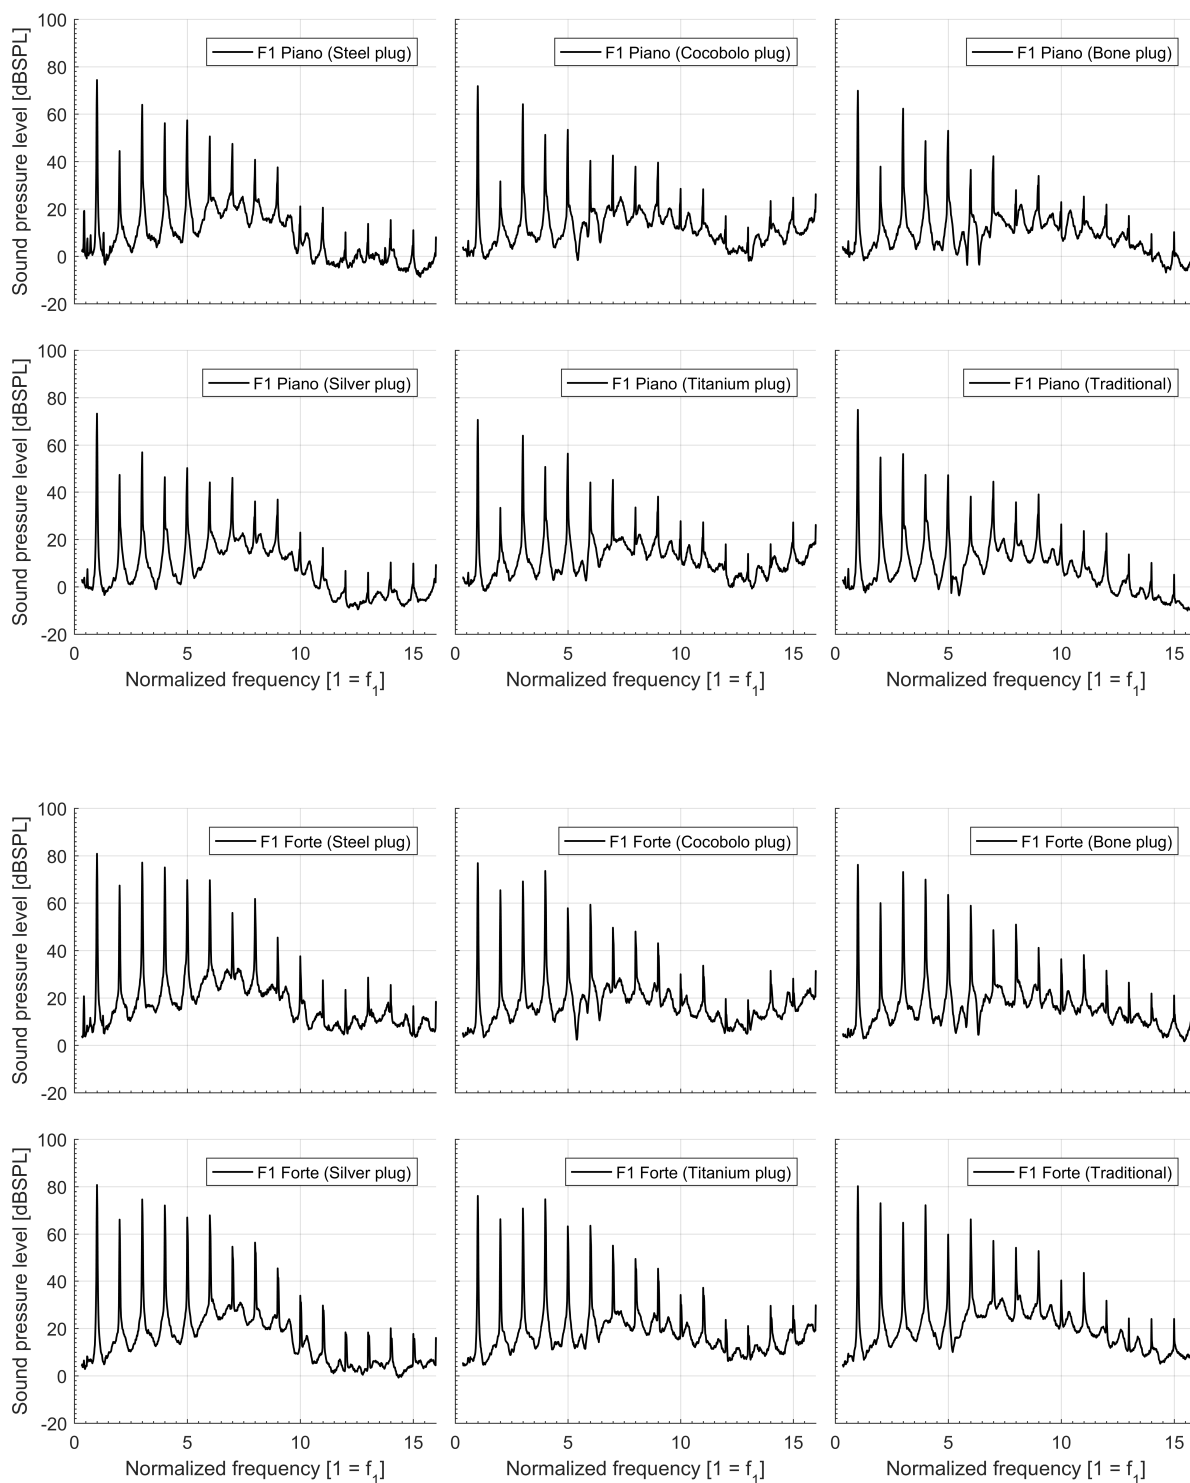 100
80
60
40
20
0
-20
Sound pressure level [dBSPL]
F1 Piano (Steel plug)
F1 Piano (Cocobolo plug)
F1 Piano (Bone plug)
100
80
60
40
20
0
-20
Sound pressure level [dBSPL]
F1 Piano (Silver plug)
F1 Piano (Titanium plug)
F1 Piano (Traditional)
0 5 10 15
0 5 10 15
0 5 10 15
Normalized frequency [1 = f₁]
Normalized frequency [1 = f₁]
Normalized frequency [1 = f₁]
100
80
60
40
20
0
-20
Sound pressure level [dBSPL]
F1 Forte (Steel plug)
F1 Forte (Cocobolo plug)
F1 Forte (Bone plug)
100
80
60
40
20
0
-20
Sound pressure level [dBSPL]
F1 Forte (Silver plug)
F1 Forte (Titanium plug)
F1 Forte (Traditional)
0 5 10 15
0 5 10 15
0 5 10 15
Normalized frequency [1 = f₁]
Normalized frequency [1 = f₁]
Normalized frequency [1 = f₁]